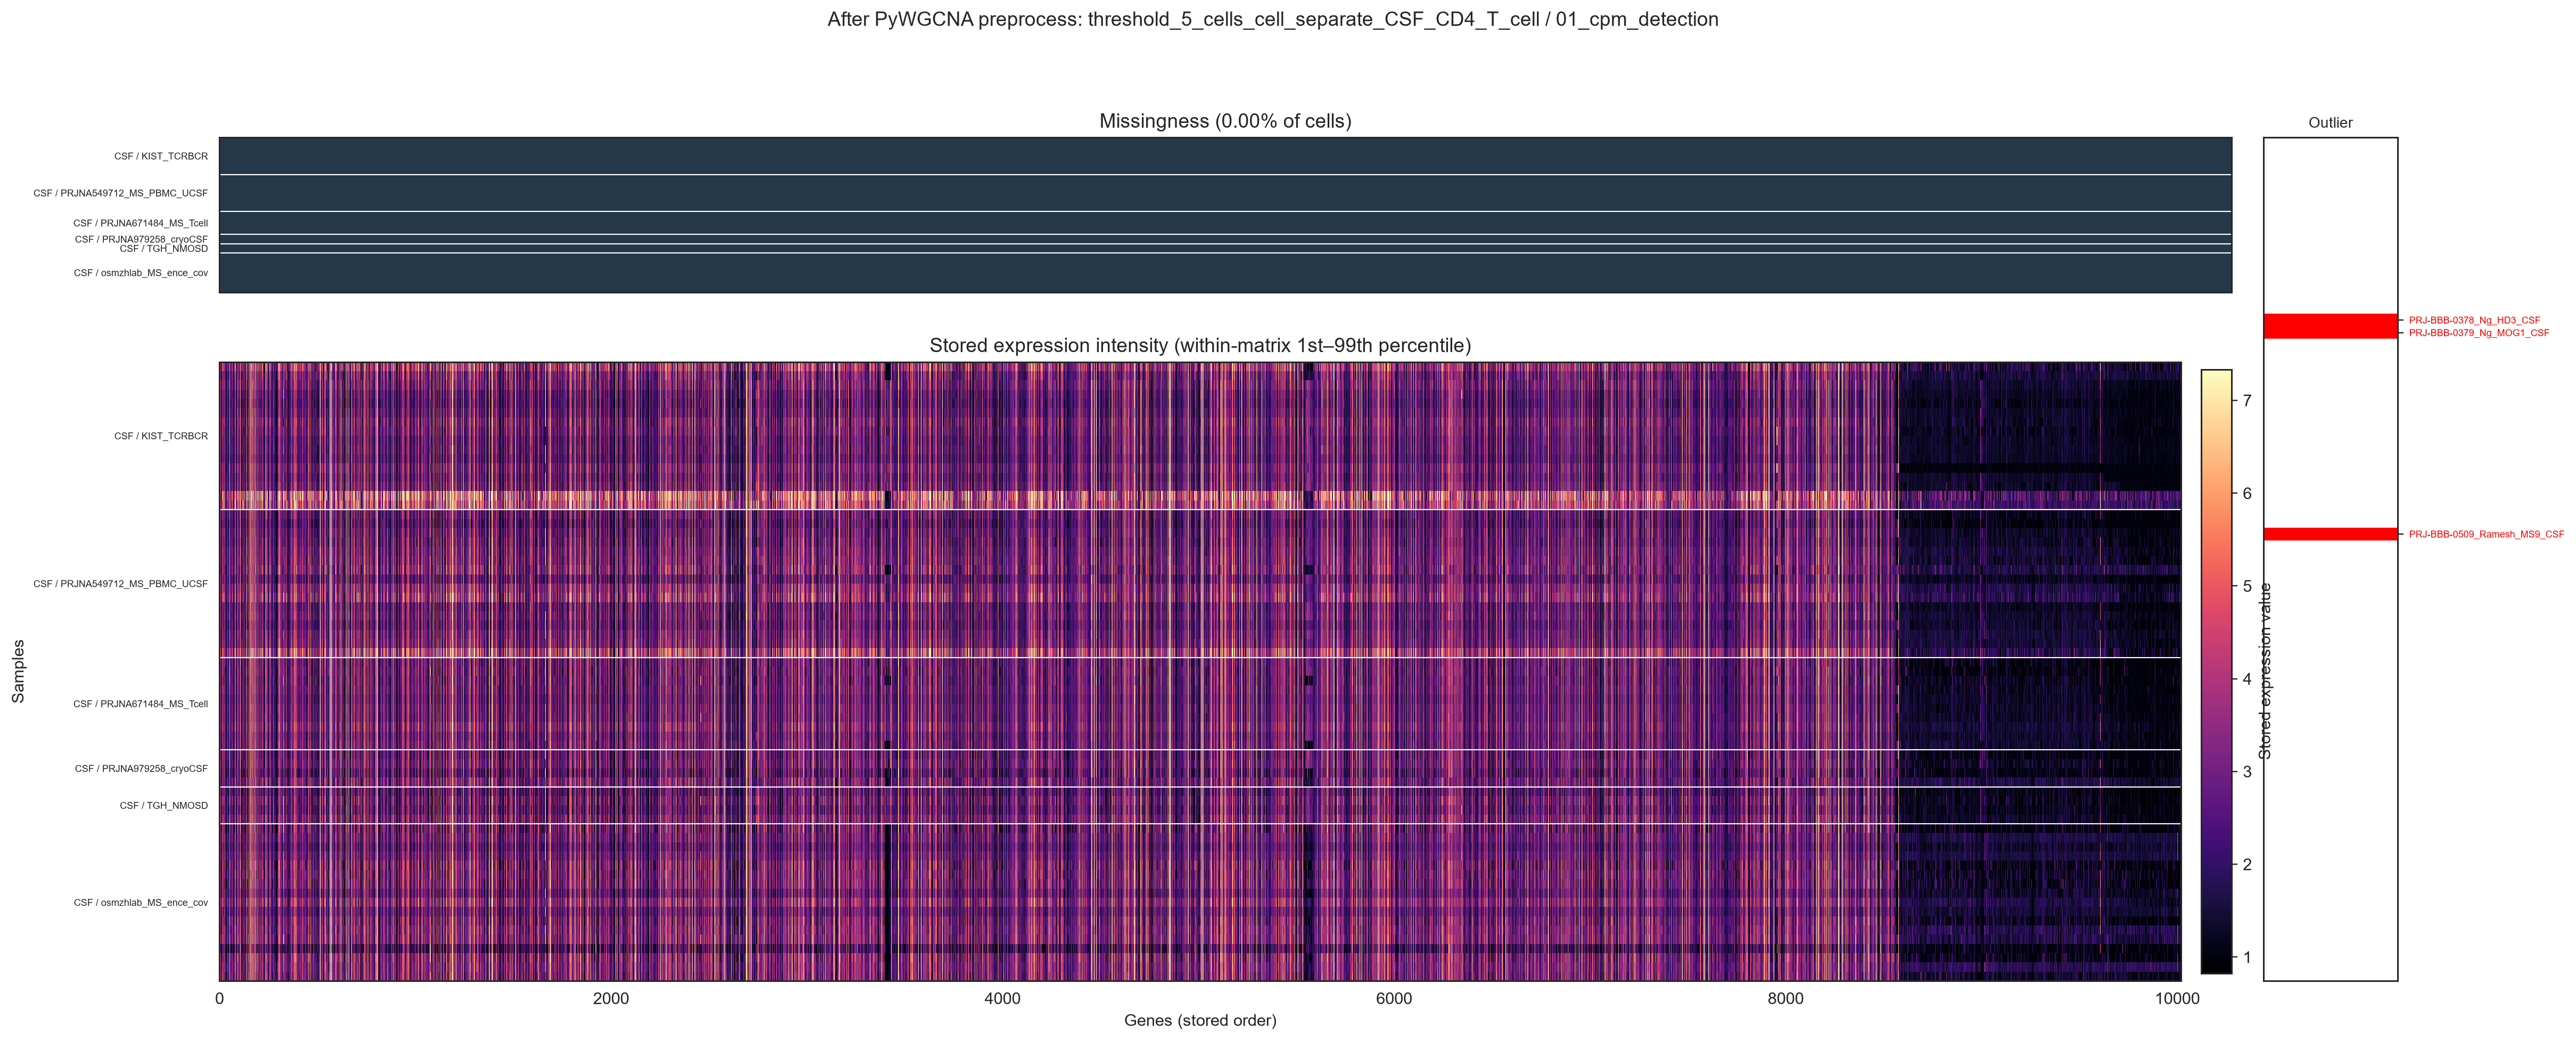 After PyWGCNA preprocess: threshold_5_cells_cell_separate_CSF_CD4_T_cell / 01_cpm_detection
Missingness (0.00% of cells)
Outlier
CSF / KIST_TCRBCR
CSF / PRJNA549712_MS_PBMC_UCSF
CSF / PRJNA671484_MS_Tcell
CSF / PRJNA979258_cryoCSF
CSF / TGH_NMOSD
CSF / osmzhlab_MS_ence_cov
PRJ-BBB-0378_Ng_HD3_CSF
PRJ-BBB-0379_Ng_MOG1_CSF
PRJ-BBB-0509_Ramesh_MS9_CSF
Stored expression intensity (within-matrix 1st–99th percentile)
Samples
CSF / KIST_TCRBCR
CSF / PRJNA549712_MS_PBMC_UCSF
CSF / PRJNA671484_MS_Tcell
CSF / PRJNA979258_cryoCSF
CSF / TGH_NMOSD
CSF / osmzhlab_MS_ence_cov
7
6
5
4
3
2
1
Stored expression value
0 2000 4000 6000 8000 10000
Genes (stored order)